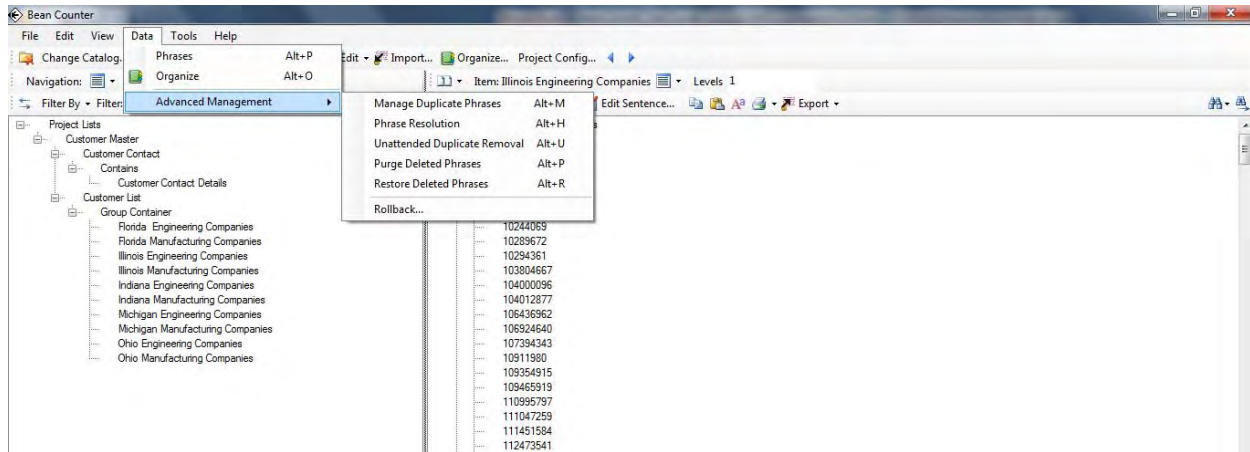 Bean Counter
File Edit View Data Tools Help
Change Catalog. Phrases Alt+P Edit Import... Organize... Project Config...
Navigation: Organize Alt+O Item: Illinois Engineering Companies Levels 1
Filter By Filter: Advanced Management Manage Duplicate Phrases Alt+M Edit Sentence... Export
Phrase Resolution Alt+H
Unattended Duplicate Removal Alt+U
Purge Deleted Phrases Alt+P
Restore Deleted Phrases Alt+R
Rollback...
Project Lists
Customer Master
Customer Contact
Contains
Customer Contact Details
Customer List
Group Container
Florida Engineering Companies
Florida Manufacturing Companies
Illinois Engineering Companies
Illinois Manufacturing Companies
Indiana Engineering Companies
Indiana Manufacturing Companies
Michigan Engineering Companies
Michigan Manufacturing Companies
Ohio Engineering Companies
Ohio Manufacturing Companies
10244069
10289672
10294361
103804667
104000096
104012877
106436962
106924640
107394343
10911980
109354915
109465919
110995797
111047259
111451584
112473541